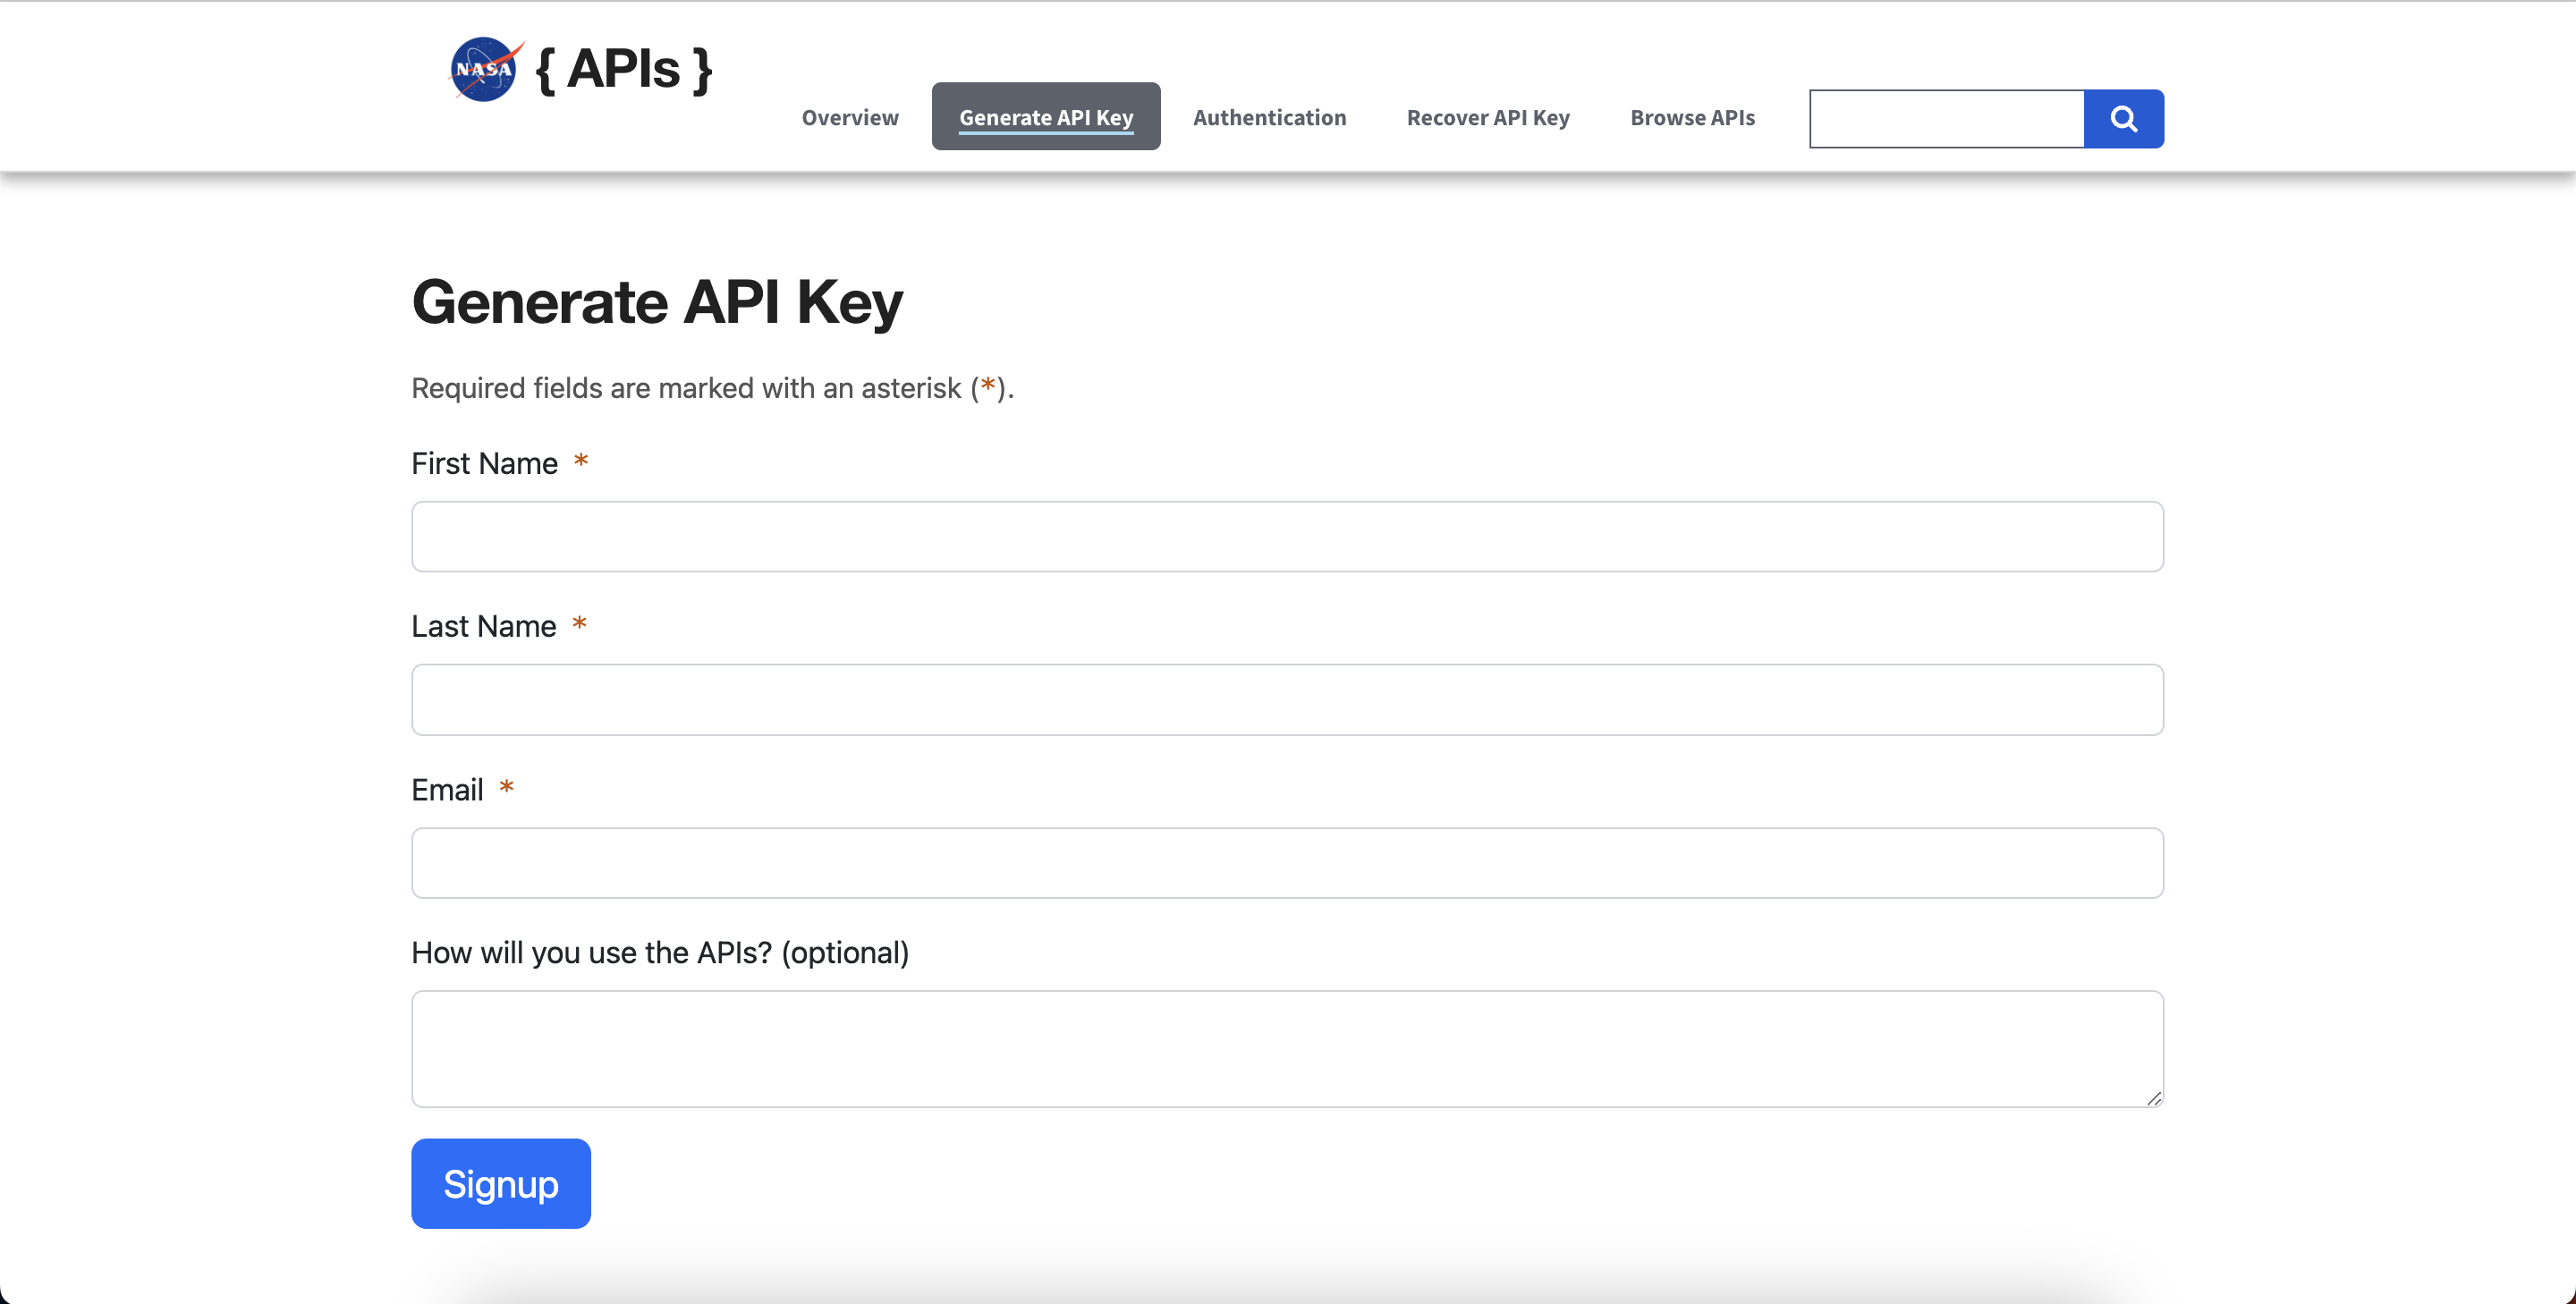 NASA { APIs }
Overview Generate API Key Authentication Recover API Key Browse APIs
Generate API Key
Required fields are marked with an asterisk (*).
First Name *
Last Name *
Email *
How will you use the APIs? (optional)
Signup